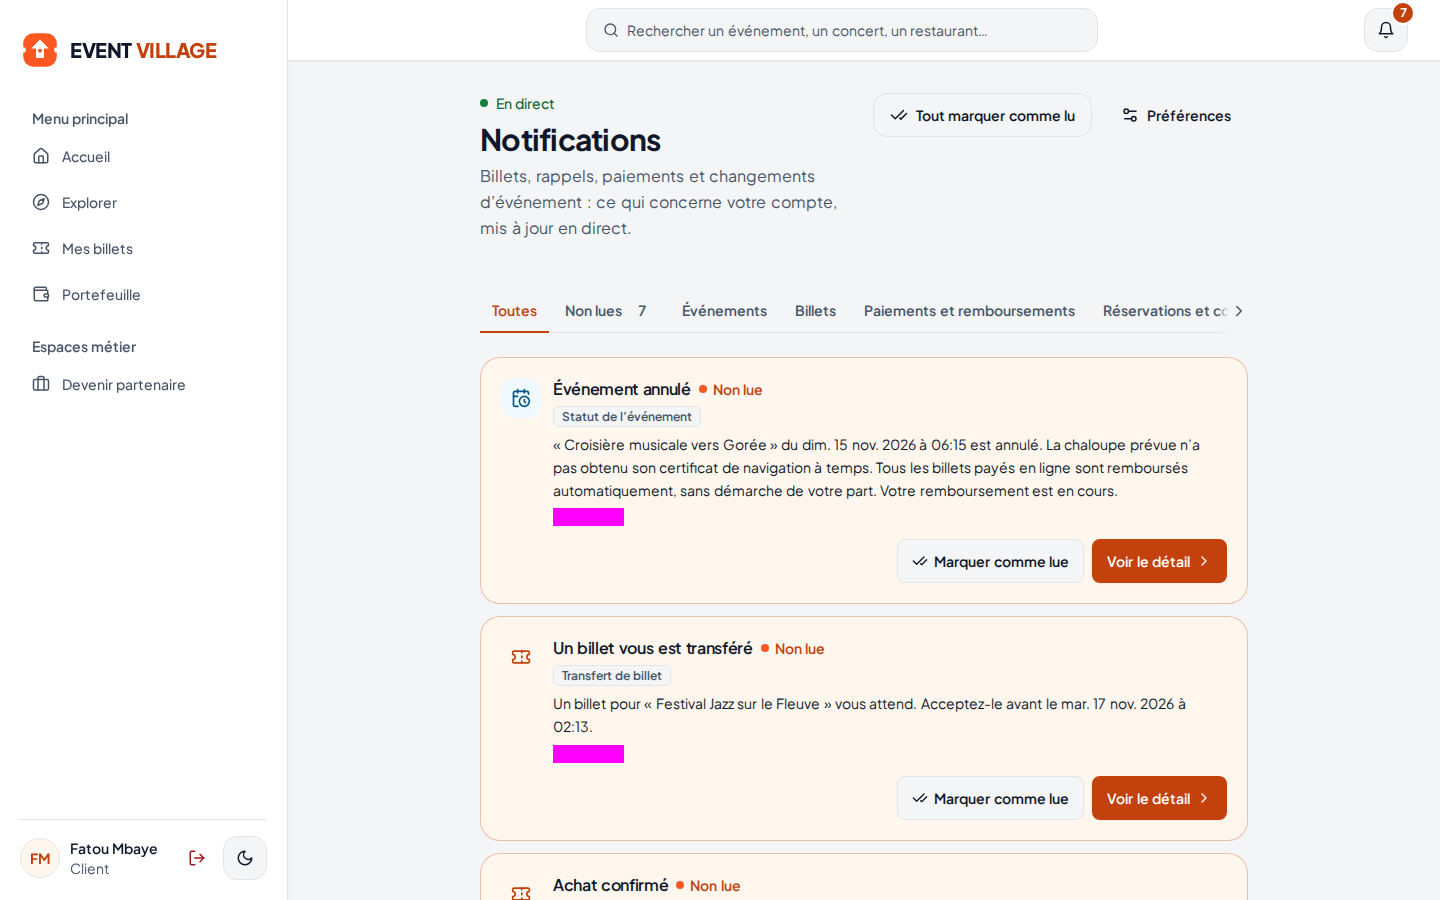 EVENT VILLAGE
Rechercher un événement, un concert, un restaurant…
7
Menu principal
Accueil
Explorer
Mes billets
Portefeuille
Espaces métier
Devenir partenaire
FM
Fatou Mbaye
Client
En direct
Notifications
Billets, rappels, paiements et changements
d’événement : ce qui concerne votre compte,
mis à jour en direct.
Tout marquer comme lu
Préférences
Toutes
Non lues 7
Événements
Billets
Paiements et remboursements
Réservations et
Événement annulé
Non lue
Statut de l’événement
« Croisière musicale vers Gorée » du dim. 15 nov. 2026 à 06:15 est annulé. La chaloupe prévue n’a
pas obtenu son certificat de navigation à temps. Tous les billets payés en ligne sont remboursés
automatiquement, sans démarche de votre part. Votre remboursement est en cours.
Marquer comme lue
Voir le détail
Un billet vous est transféré
Non lue
Transfert de billet
Un billet pour « Festival Jazz sur le Fleuve » vous attend. Acceptez-le avant le mar. 17 nov. 2026 à
02:13.
Marquer comme lue
Voir le détail
Achat confirmé
Non lue